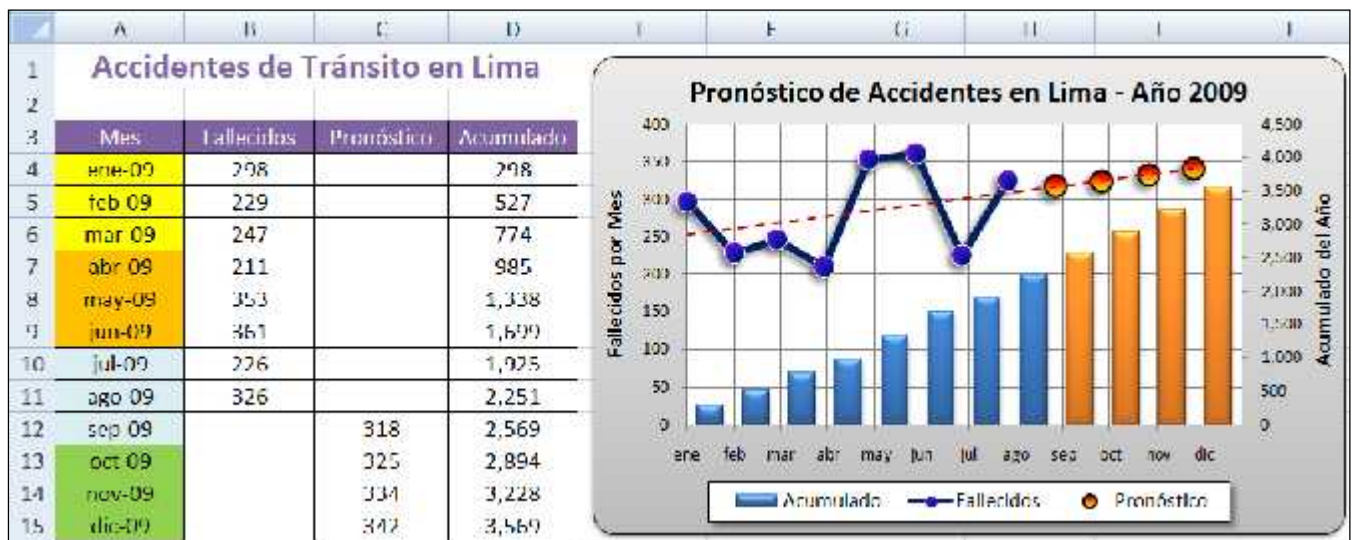 A B C D E F G H I J
1 Accidentes de Tránsito en Lima
2
3 Mes Fallecidos Pronóstico Acumulado
4 ene-09 298 298
5 feb-09 229 527
6 mar-09 247 774
7 abr-09 211 985
8 may-09 353 1,338
9 jun-09 361 1,699
10 jul-09 226 1,925
11 ago-09 326 2,251
12 sep-09 318 2,569
13 oct-09 325 2,894
14 nov-09 334 3,228
15 dic-09 342 3,569
Pronóstico de Accidentes en Lima - Año 2009
Fallecidos por Mes
400
350
300
250
200
150
100
50
0
4,500
4,000
3,500
3,000
2,500
2,000
1,500
1,000
500
0
Acumulado del Año
ene feb mar abr may jun jul ago sep oct nov dic
Acumulado Fallecidos Pronóstico